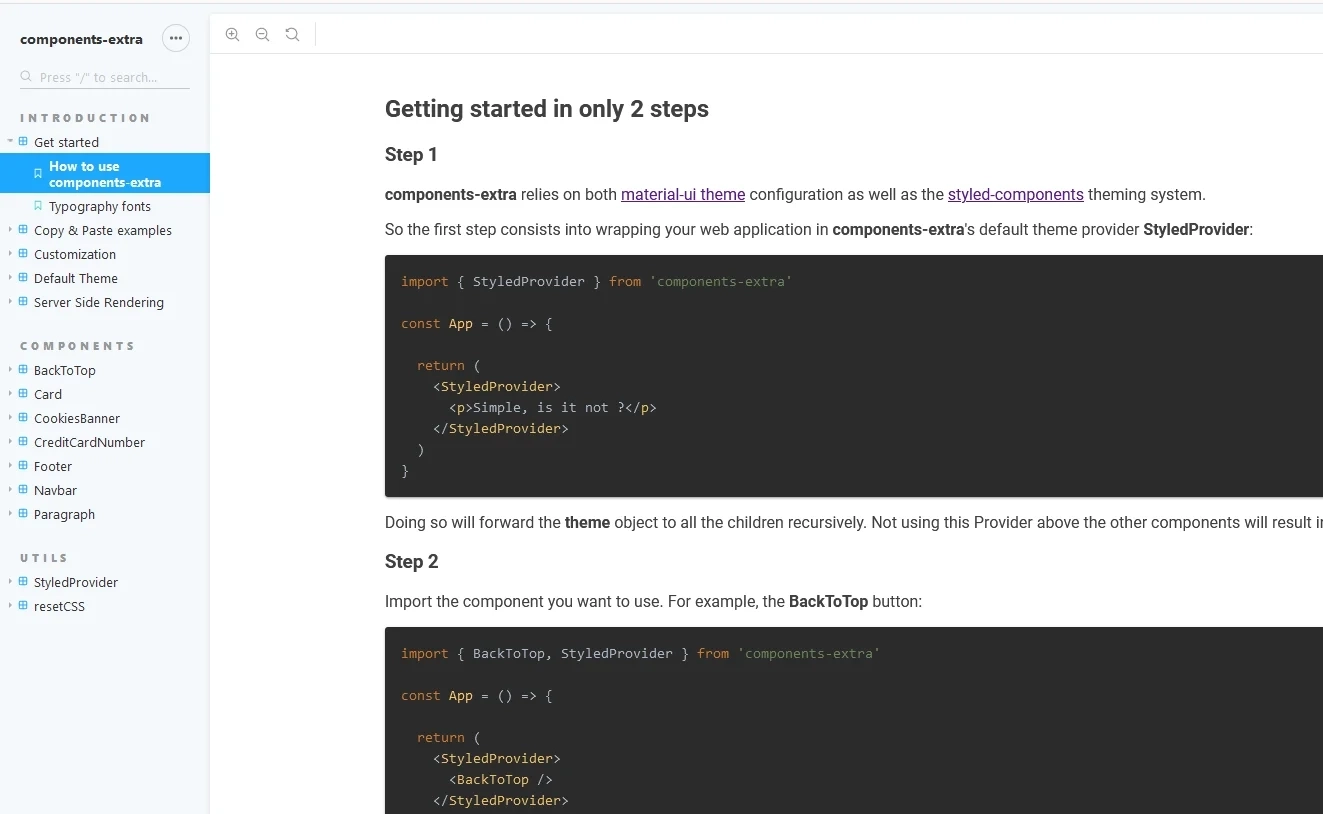 components-extra
Press "/" to search...
INTRODUCTION
Get started
How to use
components-extra
Typography fonts
Copy & Paste examples
Customization
Default Theme
Server Side Rendering
COMPONENTS
BackToTop
Card
CookiesBanner
CreditCardNumber
Footer
Navbar
Paragraph
UTILS
StyledProvider
resetCSS
Getting started in only 2 steps
Step 1
components-extra relies on both material-ui theme configuration as well as the styled-components theming system.
So the first step consists into wrapping your web application in components-extra's default theme provider StyledProvider:
import { StyledProvider } from 'components-extra'
const App = () => {
return (
<StyledProvider>
<p>Simple, is it not ?</p>
</StyledProvider>
)
}
Doing so will forward the theme object to all the children recursively. Not using this Provider above the other components will result
Step 2
Import the component you want to use. For example, the BackToTop button:
import { BackToTop, StyledProvider } from 'components-extra'
const App = () => {
return (
<StyledProvider>
<BackToTop />
</StyledProvider>